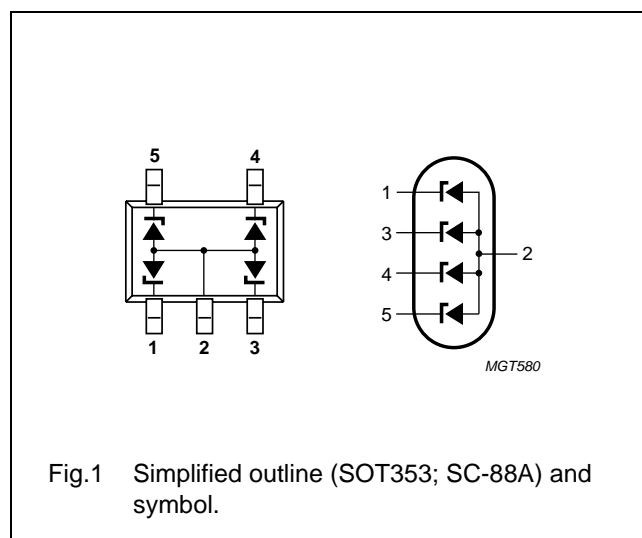 5 4
1 2 3
1
3
2
4
5
MGT580
Fig.1 Simplified outline (SOT353; SC-88A) and
symbol.